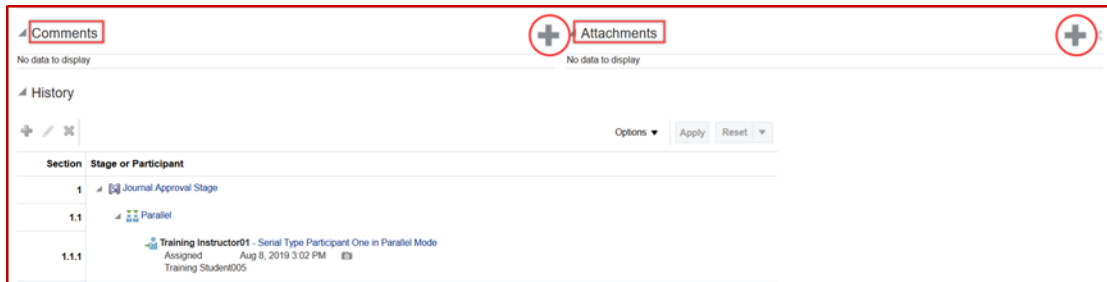 Comments
Attachments
No data to display
No data to display
History
Options
Apply
Reset
Section
Stage or Participant
1
Journal Approval Stage
1.1
Parallel
1.1.1
Training Instructor01 - Serial Type Participant One in Parallel Mode
Assigned Aug 8, 2019 3:02 PM
Training Student005